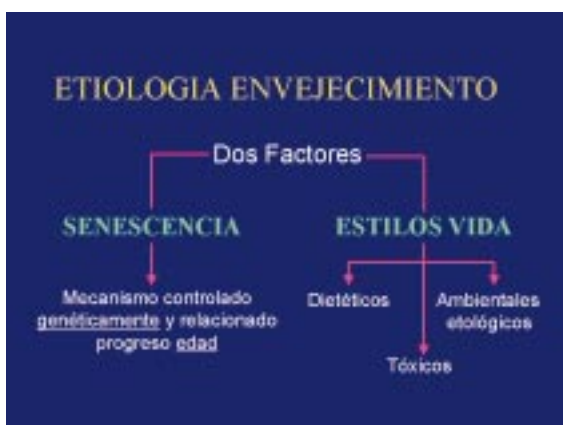 ETIOLOGIA ENVEJECIMIENTO
Dos Factores
SENESCENCIA
Mecanismo controlado
genéticamente y relacionado
progreso edad
ESTILOS VIDA
Dietéticos
Ambientales
etológicos
Tóxicos